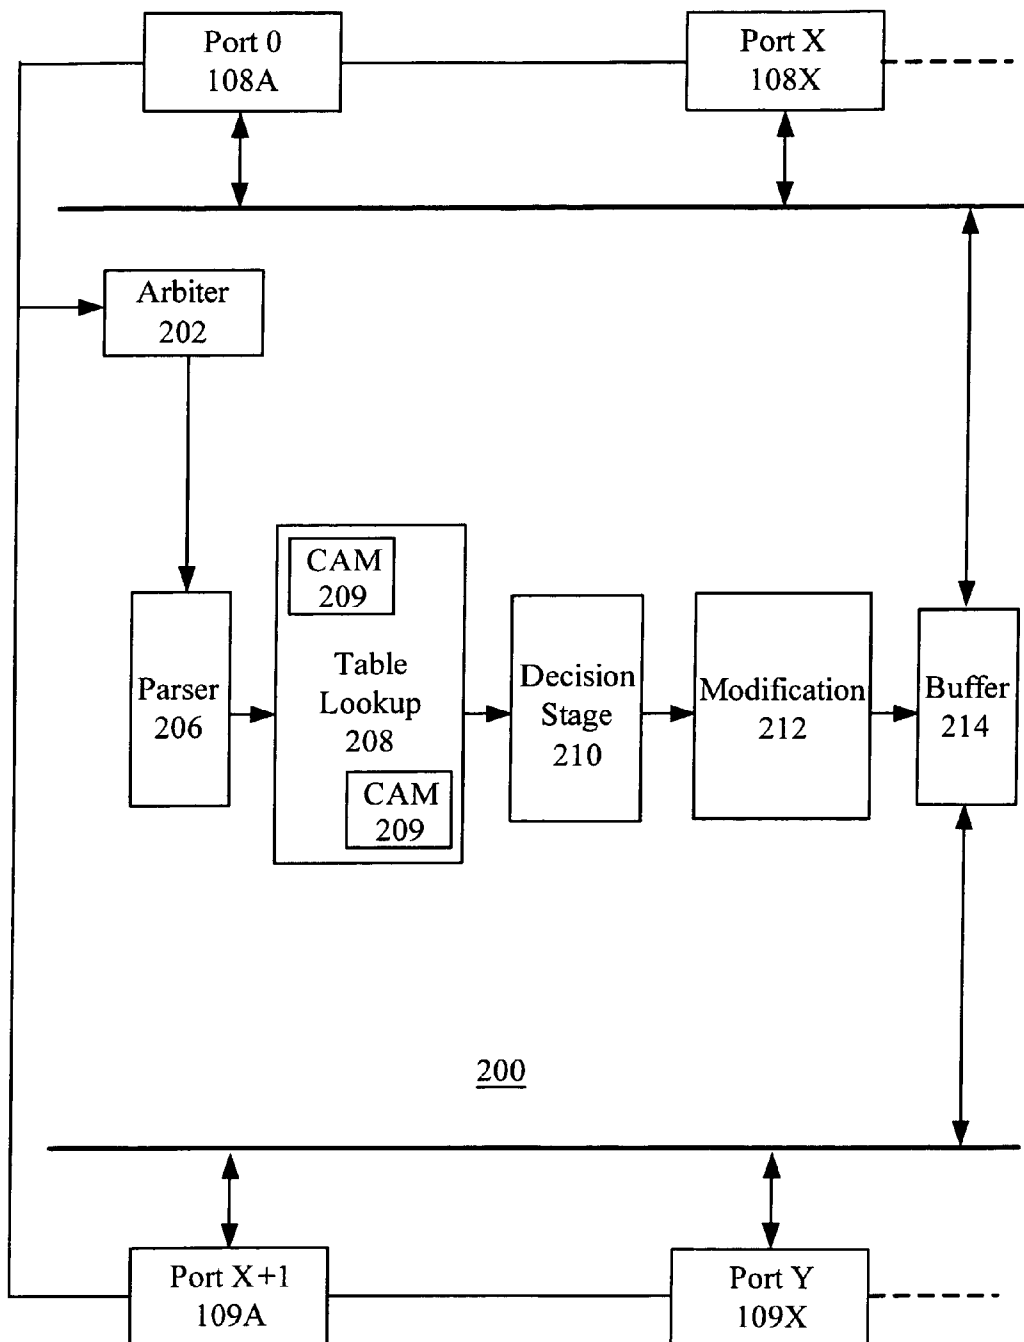 Port 0
108A
Port X
108X
Arbiter
202
CAM
209
Table
Lookup
208
CAM
209
Parser
206
Decision
Stage
210
Modification
212
Buffer
214
200
Port X+1
109A
Port Y
109X